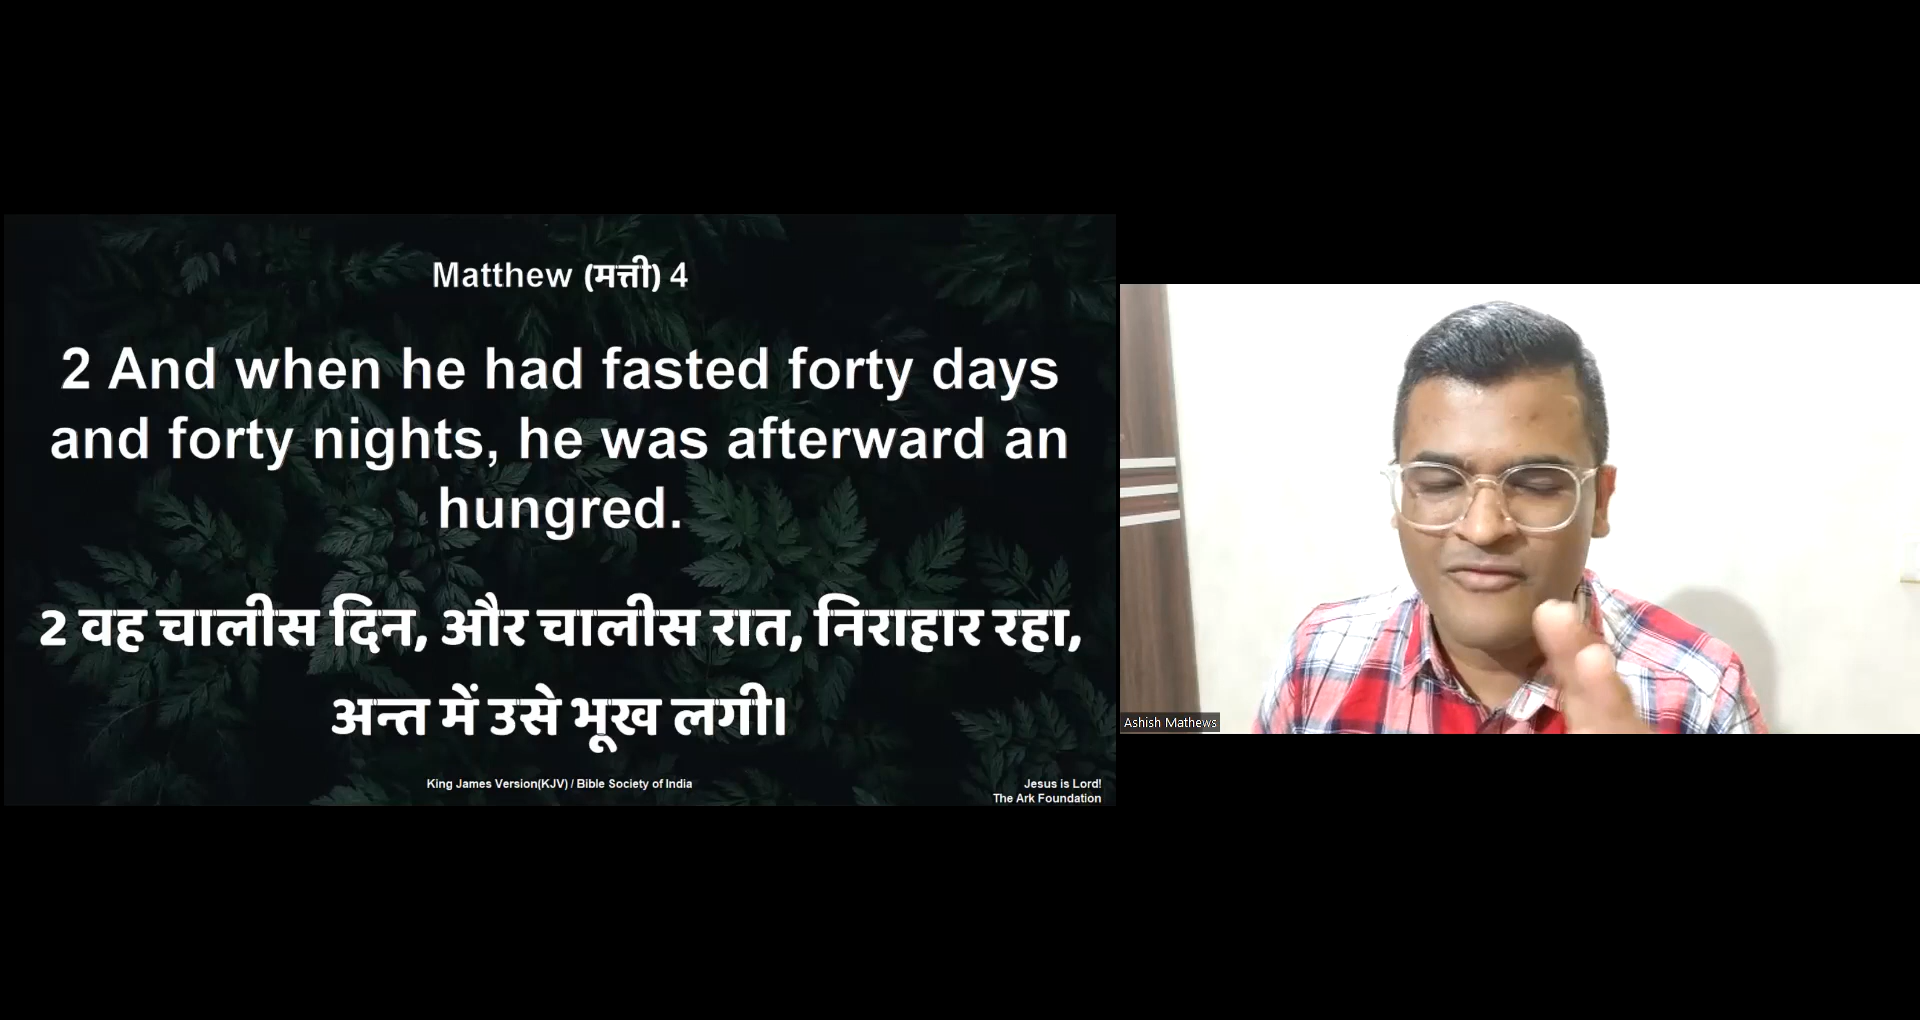 Matthew (मत्ती) 4
2 And when he had fasted forty days
and forty nights, he was afterward an
hungred.
2 वह चालीस दिन, और चालीस रात, निराहार रहा,
अन्त में उसे भूख लगी।
King James Version(KJV) / Bible Society of India
Jesus is Lord!
The Ark Foundation
Ashish Mathews